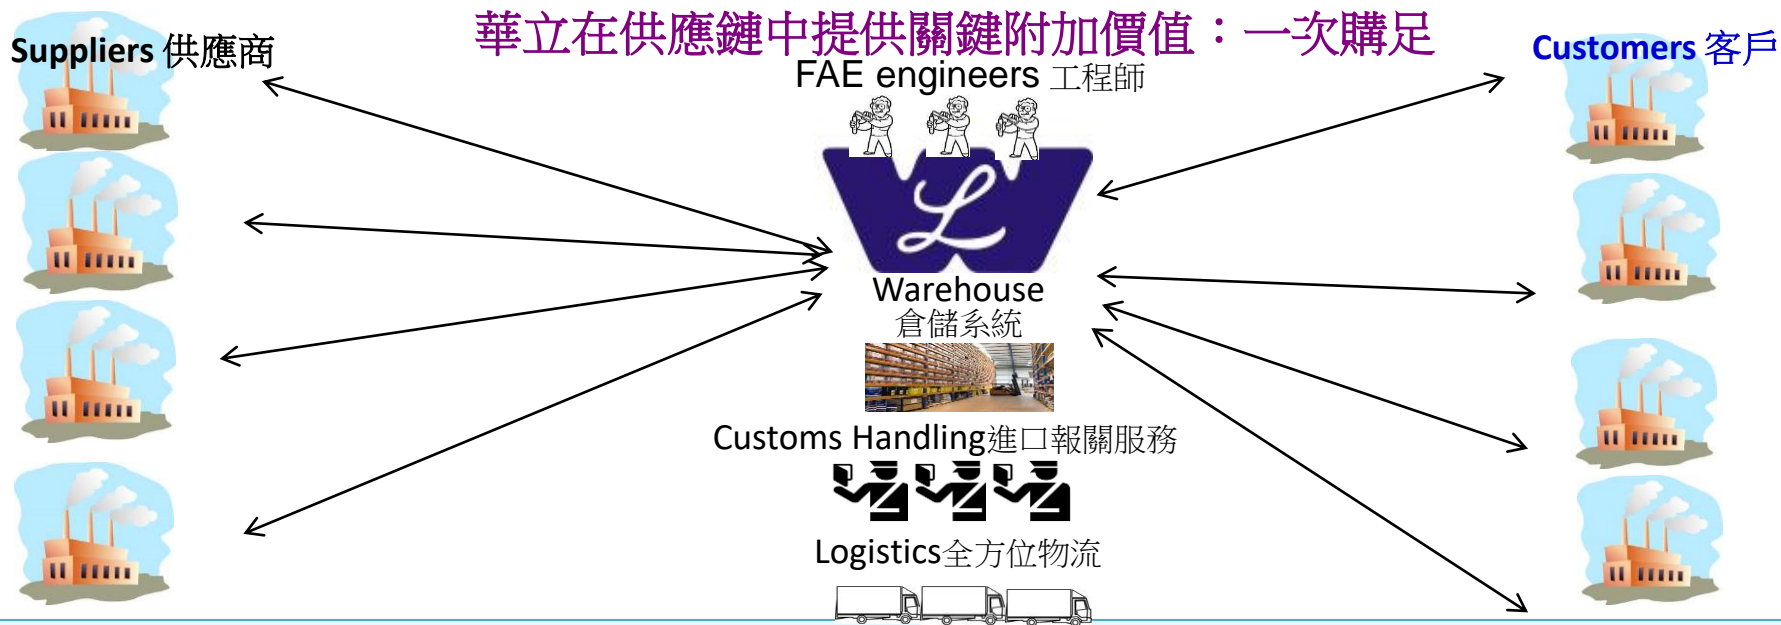 華立在供應鏈中提供關鍵附加價值：一次購足
Suppliers 供應商
Customers 客戶
FAE engineers 工程師
L
Warehouse
倉儲系統
Customs Handling進口報關服務
Logistics全方位物流